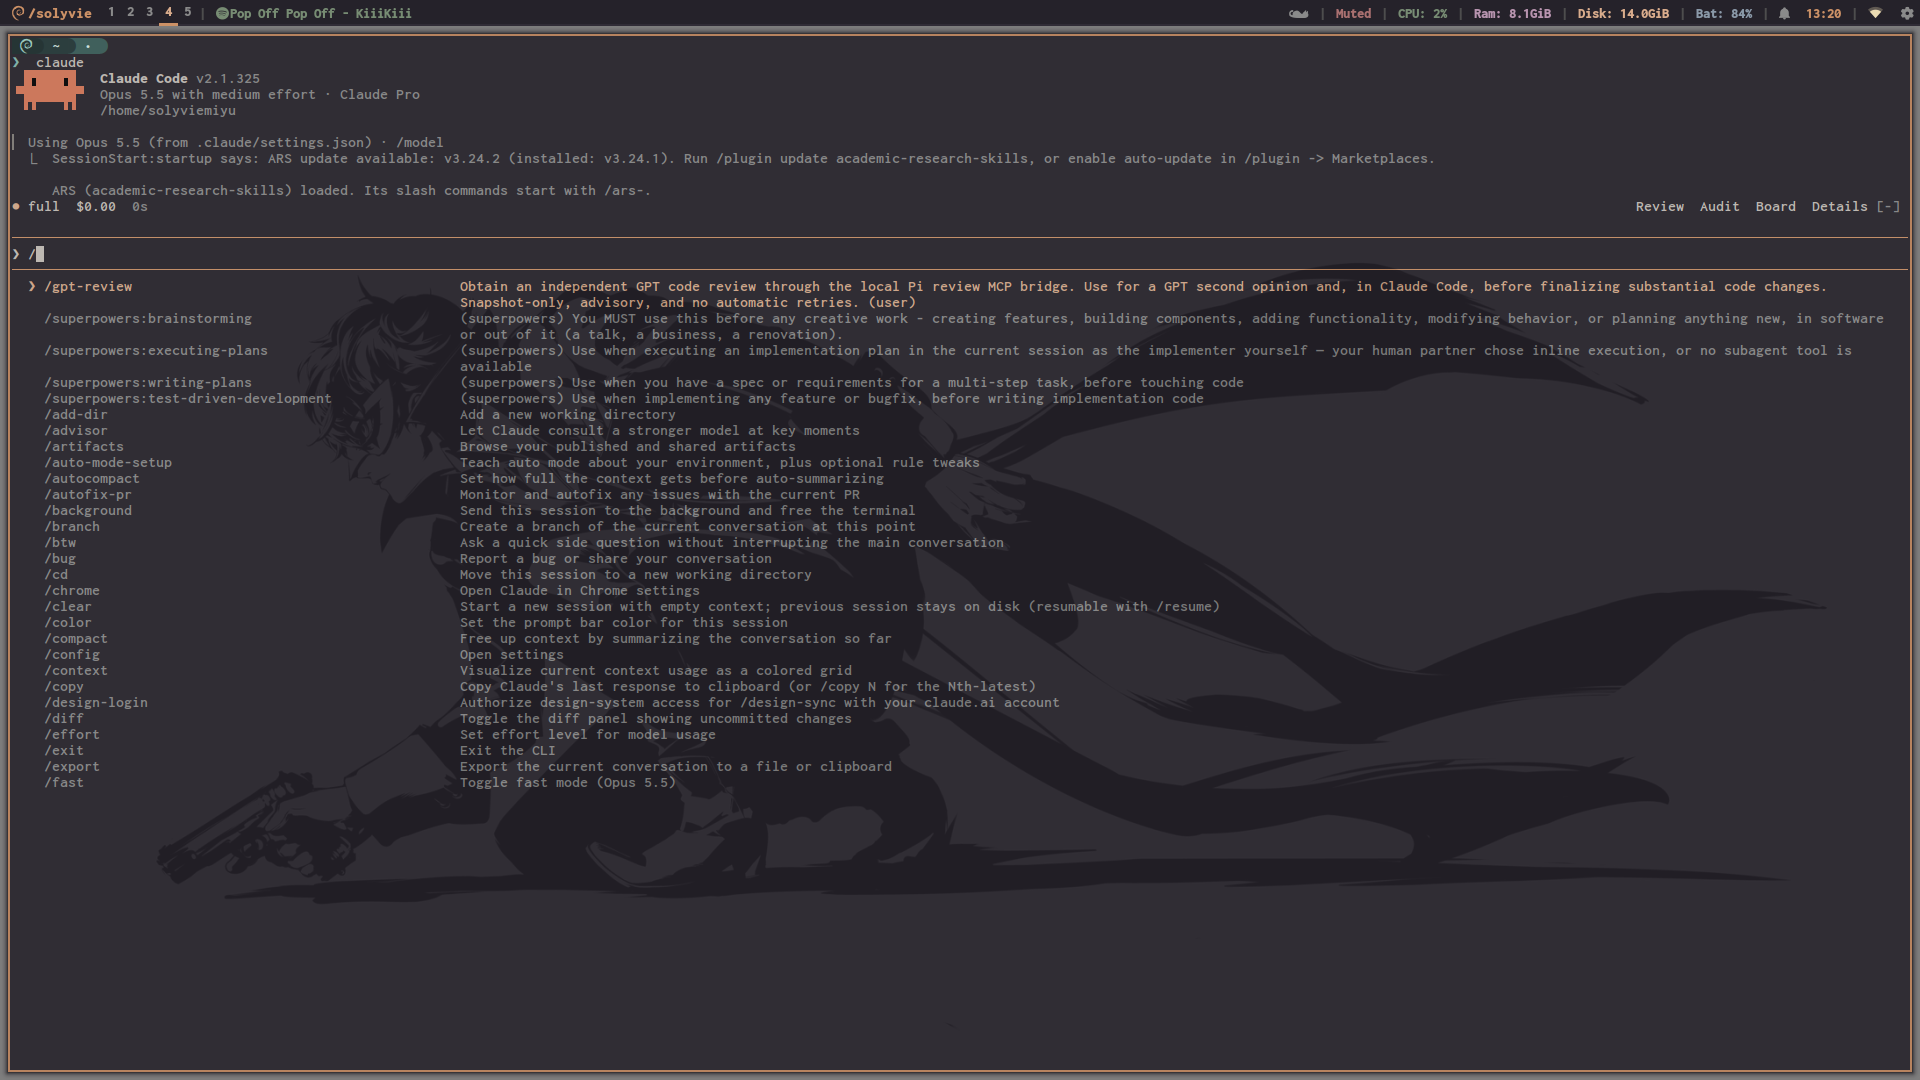 /solyvie 1 2 3 4 5 | Pop Off Pop Off - KiiiKiii | Muted | CPU: 2% | Ram: 8.1GiB | Disk: 14.0GiB | Bat: 84% | | 13:20 |
~ •
❯ claude
Claude Code v2.1.325
Opus 5.5 with medium effort · Claude Pro
/home/solyviemiyu
Using Opus 5.5 (from .claude/settings.json) · /model
⎿ SessionStart:startup says: ARS update available: v3.24.2 (installed: v3.24.1). Run /plugin update academic-research-skills, or enable auto-update in /plugin -> Marketplaces.
ARS (academic-research-skills) loaded. Its slash commands start with /ars-.
● full $0.00 0s Review Audit Board Details [-]
❯ /
❯ /gpt-review Obtain an independent GPT code review through the local Pi review MCP bridge. Use for a GPT second opinion and, in Claude Code, before finalizing substantial code changes.
Snapshot-only, advisory, and no automatic retries. (user)
/superpowers:brainstorming (superpowers) You MUST use this before any creative work - creating features, building components, adding functionality, modifying behavior, or planning anything new, in software
or out of it (a talk, a business, a renovation).
/superpowers:executing-plans (superpowers) Use when executing an implementation plan in the current session as the implementer yourself — your human partner chose inline execution, or no subagent tool is
available
/superpowers:writing-plans (superpowers) Use when you have a spec or requirements for a multi-step task, before touching code
/superpowers:test-driven-development (superpowers) Use when implementing any feature or bugfix, before writing implementation code
/add-dir Add a new working directory
/advisor Let Claude consult a stronger model at key moments
/artifacts Browse your published and shared artifacts
/auto-mode-setup Teach auto mode about your environment, plus optional rule tweaks
/autocompact Set how full the context gets before auto-summarizing
/autofix-pr Monitor and autofix any issues with the current PR
/background Send this session to the background and free the terminal
/branch Create a branch of the current conversation at this point
/btw Ask a quick side question without interrupting the main conversation
/bug Report a bug or share your conversation
/cd Move this session to a new working directory
/chrome Open Claude in Chrome settings
/clear Start a new session with empty context; previous session stays on disk (resumable with /resume)
/color Set the prompt bar color for this session
/compact Free up context by summarizing the conversation so far
/config Open settings
/context Visualize current context usage as a colored grid
/copy Copy Claude's last response to clipboard (or /copy N for the Nth-latest)
/design-login Authorize design-system access for /design-sync with your claude.ai account
/diff Toggle the diff panel showing uncommitted changes
/effort Set effort level for model usage
/exit Exit the CLI
/export Export the current conversation to a file or clipboard
/fast Toggle fast mode (Opus 5.5)